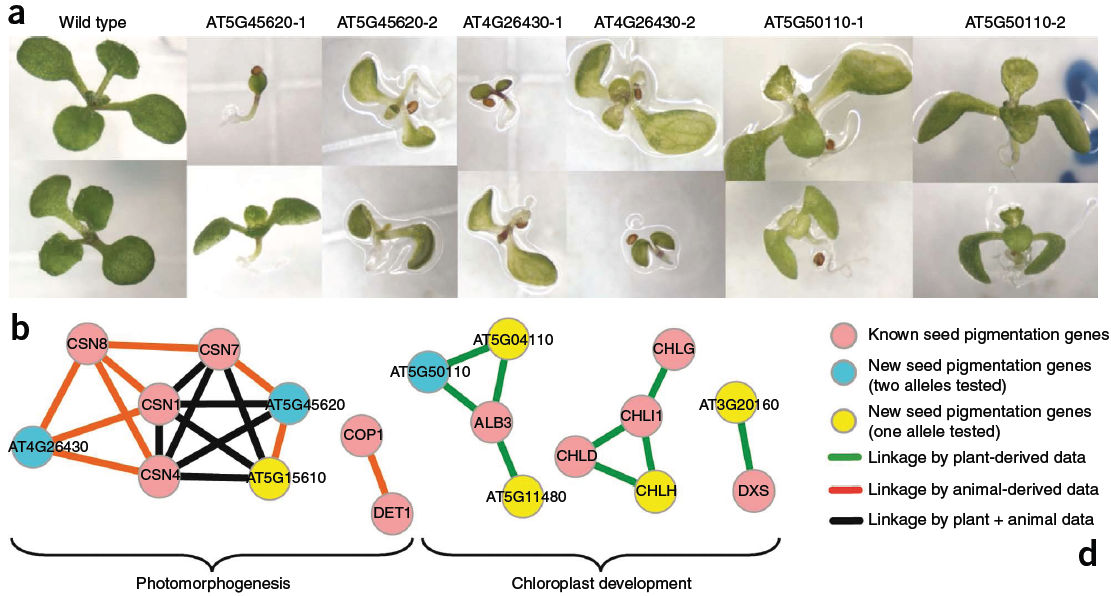 a
Wild type
AT5G45620-1
AT5G45620-2
AT4G26430-1
AT4G26430-2
AT5G50110-1
AT5G50110-2
b
CSN8
CSN7
CSN1
AT5G45620
AT4G26430
CSN4
AT5G15610
COP1
DET1
Photomorphogenesis
AT5G04110
AT5G50110
ALB3
AT5G11480
CHLG
CHLI1
CHLD
CHLH
AT3G20160
DXS
Chloroplast development
Known seed pigmentation genes
New seed pigmentation genes
(two alleles tested)
New seed pigmentation genes
(one allele tested)
Linkage by plant-derived data
Linkage by animal-derived data
Linkage by plant + animal data
d